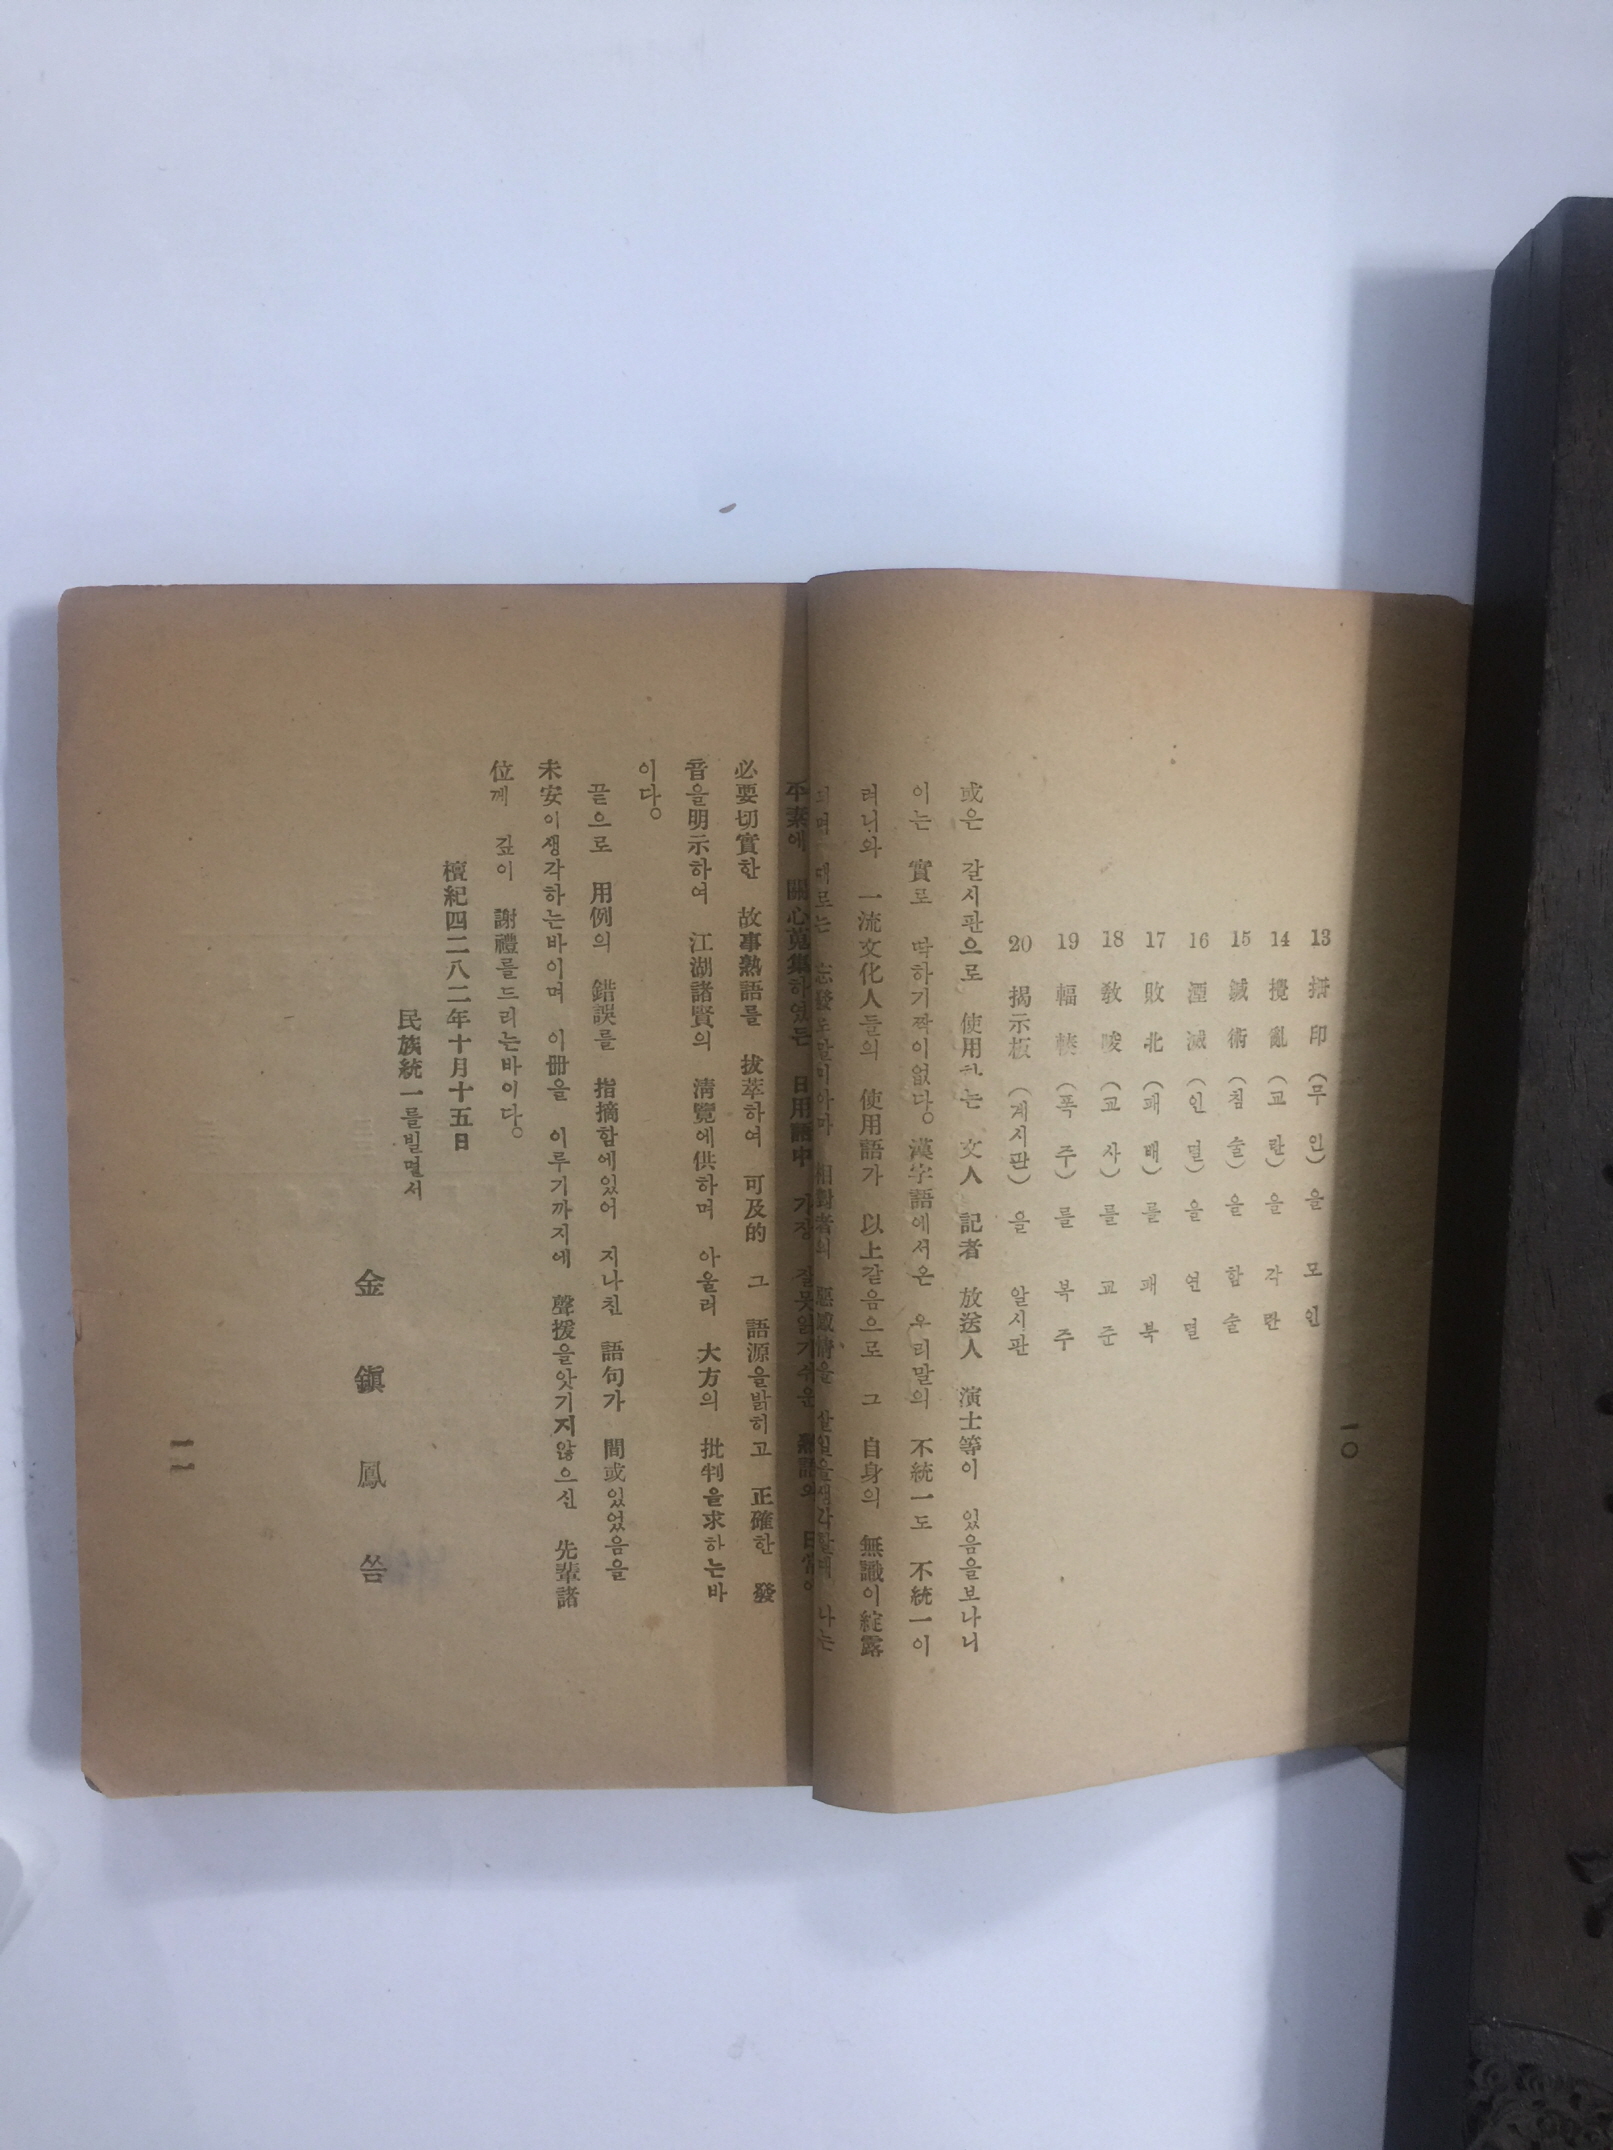 13 拇印 (무인)을 모인
14 攪亂 (교란)을 각란
15 鍼術 (침술)을 함술
16 湮滅 (인멸)을 연멸
17 敗北 (패배)를 패북
18 教唆 (교사)를 교준
19 輻輳 (폭주)를 복주
20 揭示板 (게시판)을 알시판
或은 갈시판으로 使用하는 文人 記者 放送人 演士等이 있음을보나니
이는 實로 딱하기짝이없다。漢字語에서온 우리말의 不統一도 不統一이
려니와 一流文化人들의 使用語가 以上같음으로 그 自身의 無識이綻露
되며 때로는 相對者의 살일을생각할때 나는
平素에 關心蒐集하였든 日用語中 가장 잘못읽기쉬운
必要切實한 故事熟語를 拔萃하여 可及的 그 語源을밝히고 正確한 發
音을明示하여 江湖諸賢의 淸覽에供하며 아울러 大方의 批判을求하는바
이다。
끝으로 用例의 錯誤를 指摘함에있어 지나친 語句가 間或있었음을
未安이생각하는바이며 이冊을 이루기까지에 聲援을앗기지않으신 先輩諸
位께 깊이 謝禮를드리는바이다。
檀紀四二八二年十月十五日
民族統一를빌면서
金鎭鳳 씀
一〇
一一